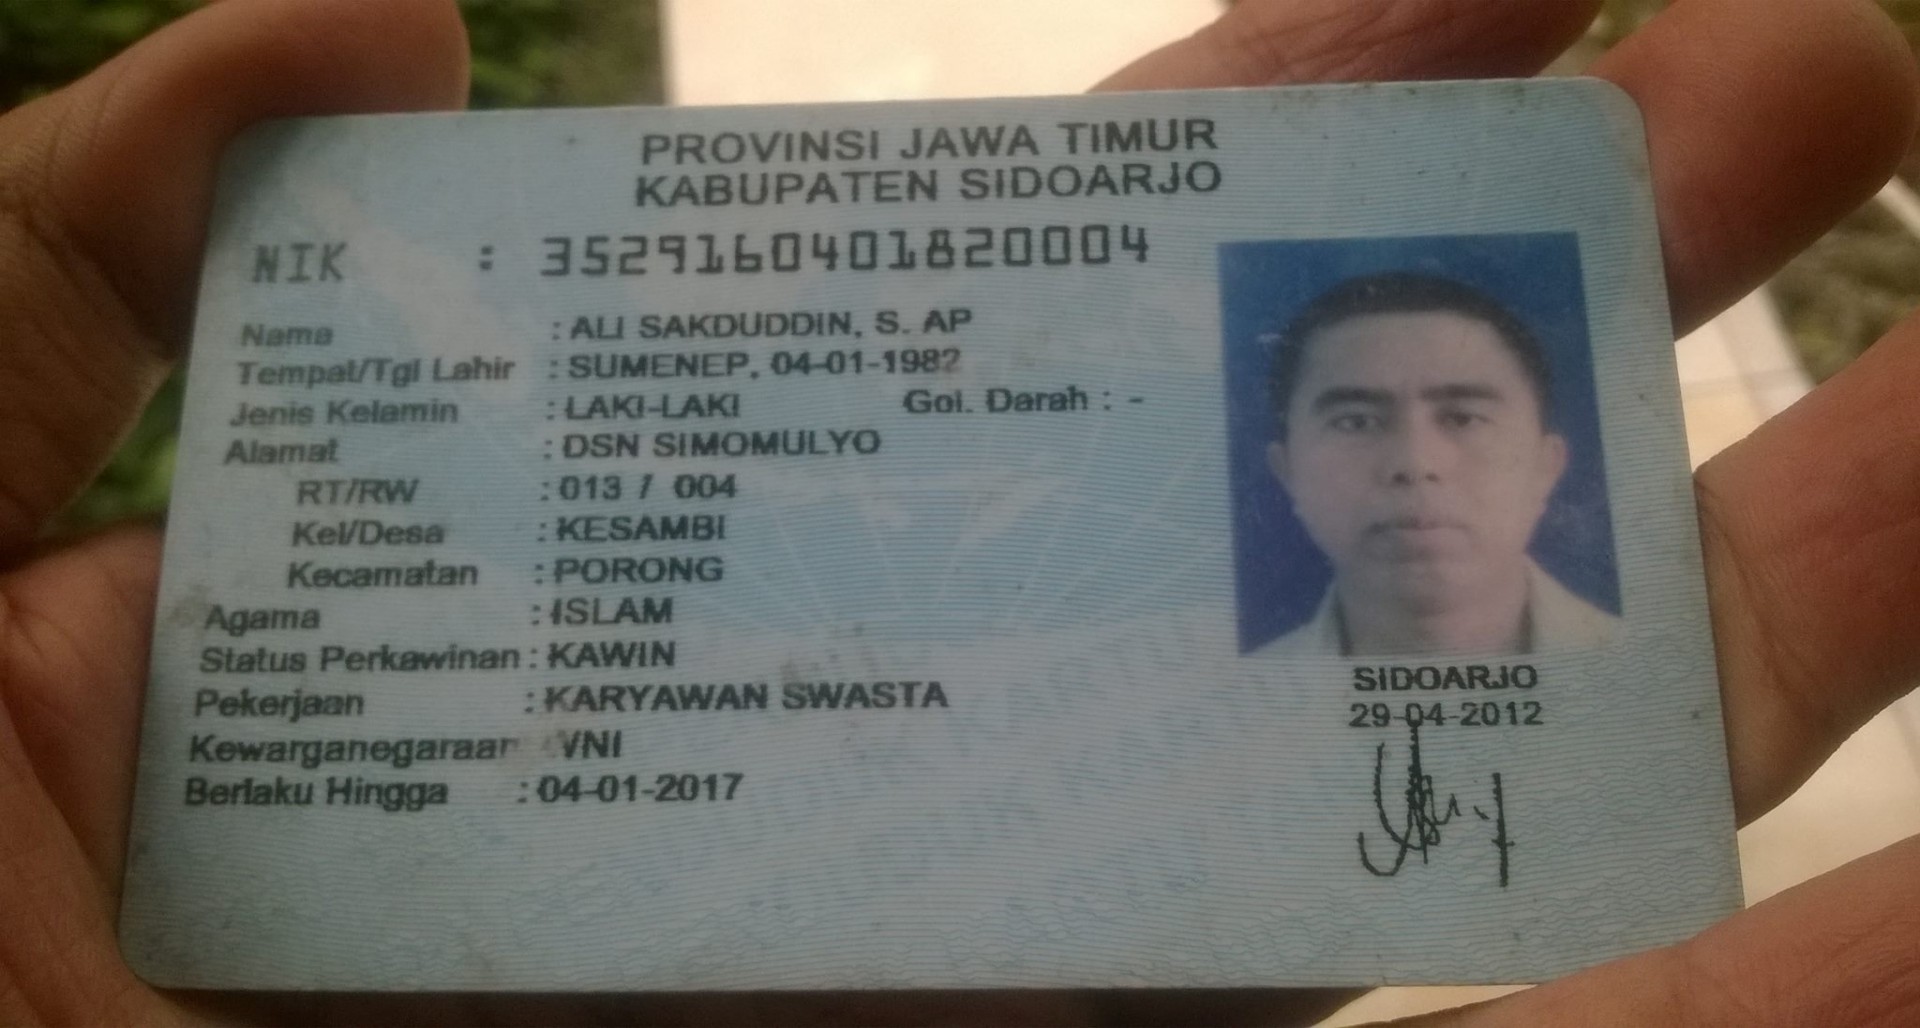 PROVINSI JAWA TIMUR
KABUPATEN SIDOARJO
NIK : 3529160401820004
Nama : ALI SAKDUDDIN, S. AP
Tempat/Tgl Lahir : SUMENEP, 04-01-1982
Jenis Kelamin : LAKI-LAKI Gol. Darah : -
Alamat : DSN SIMOMULYO
RT/RW : 013 / 004
Kel/Desa : KESAMBI
Kecamatan : PORONG
Agama : ISLAM
Status Perkawinan : KAWIN
Pekerjaan : KARYAWAN SWASTA
Kewarganegaraan WNI
Berlaku Hingga : 04-01-2017
SIDOARJO
29-04-2012